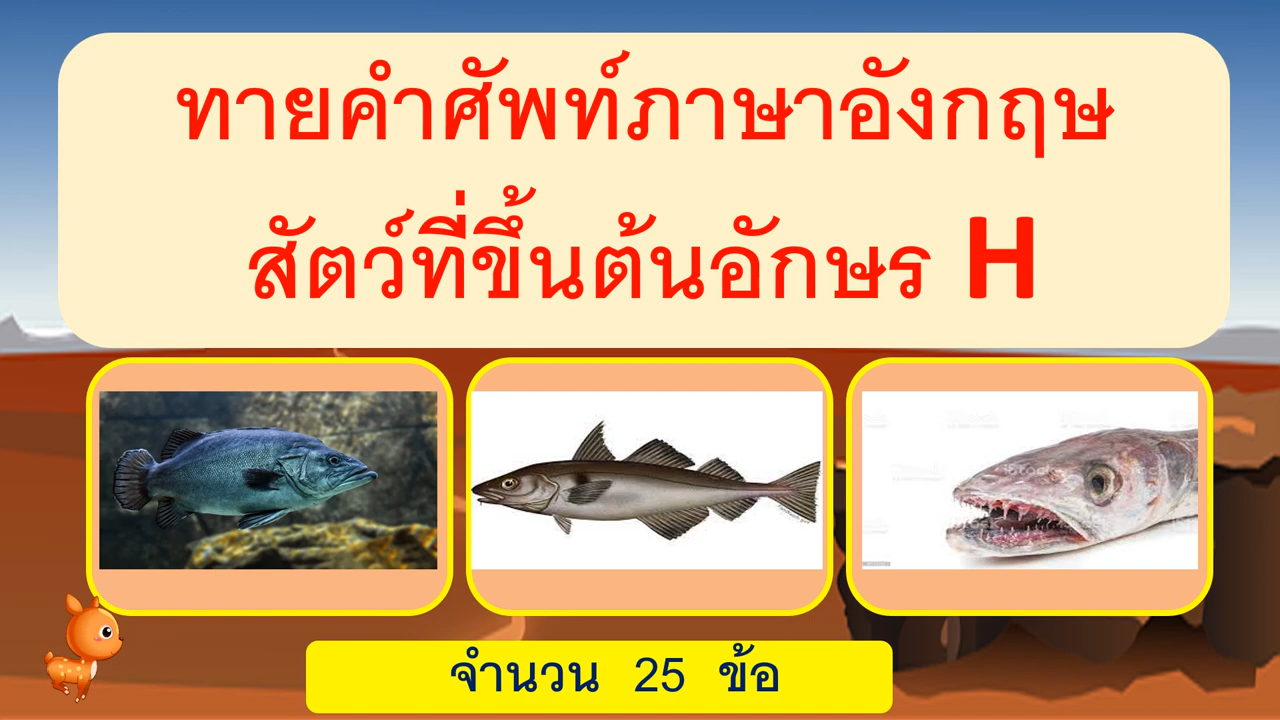 ทายคำศัพท์ภาษาอังกฤษ
สัตว์ที่ขึ้นต้นอักษร H
iStock
จำนวน 25 ข้อ